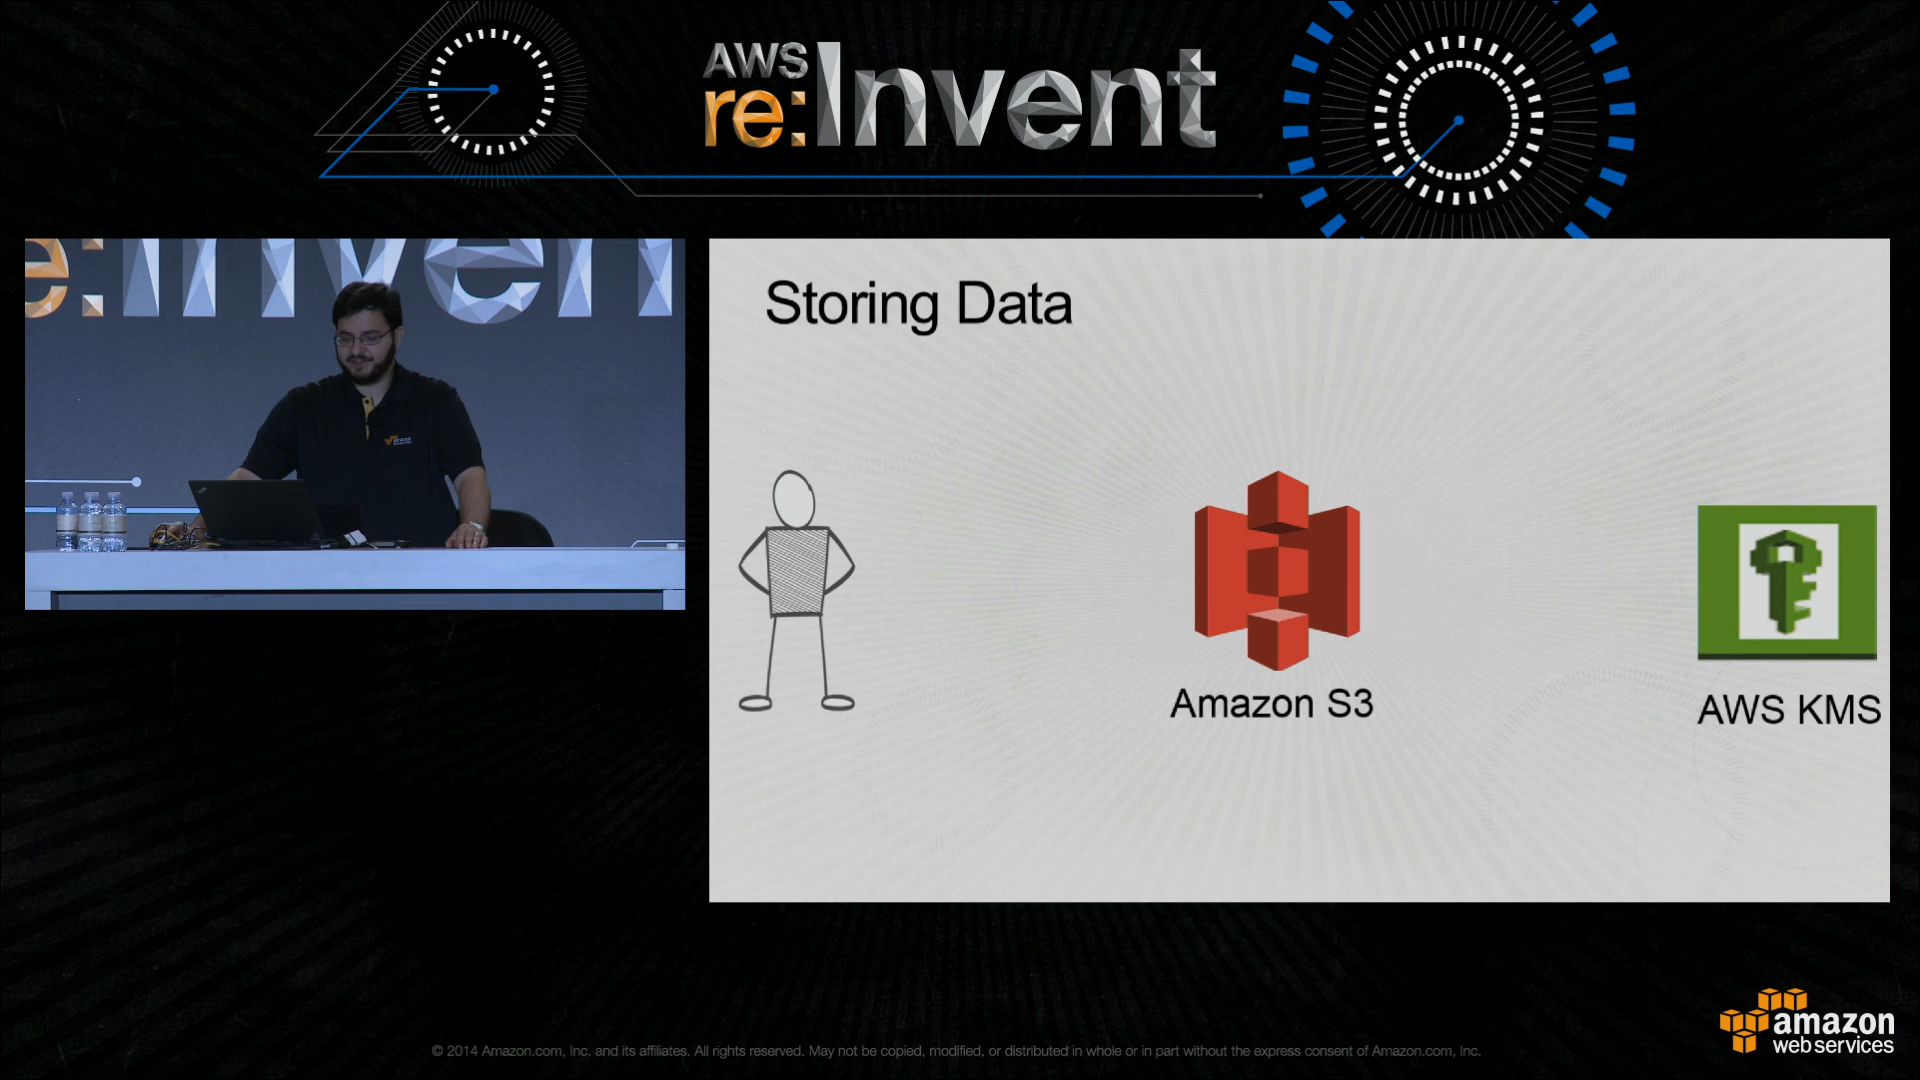 AWS
re:Invent
e:Inven
amazon
Storing Data
Amazon S3
AWS KMS
amazon
web services
© 2014 Amazon.com, Inc. and its affiliates. All rights reserved. May not be copied, modified, or distributed in whole or in part without the express consent of Amazon.com, Inc.